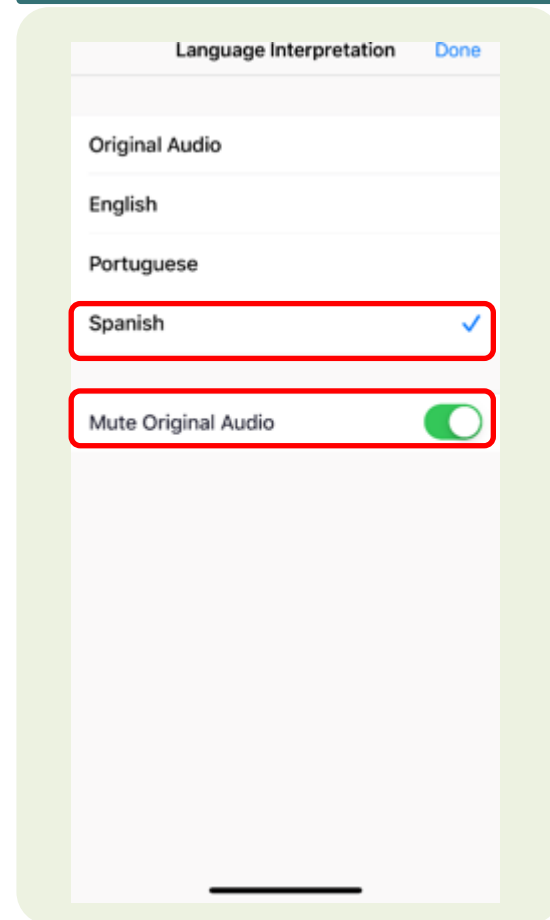 Language Interpretation Done
Original Audio
English
Portuguese
Spanish
Mute Original Audio